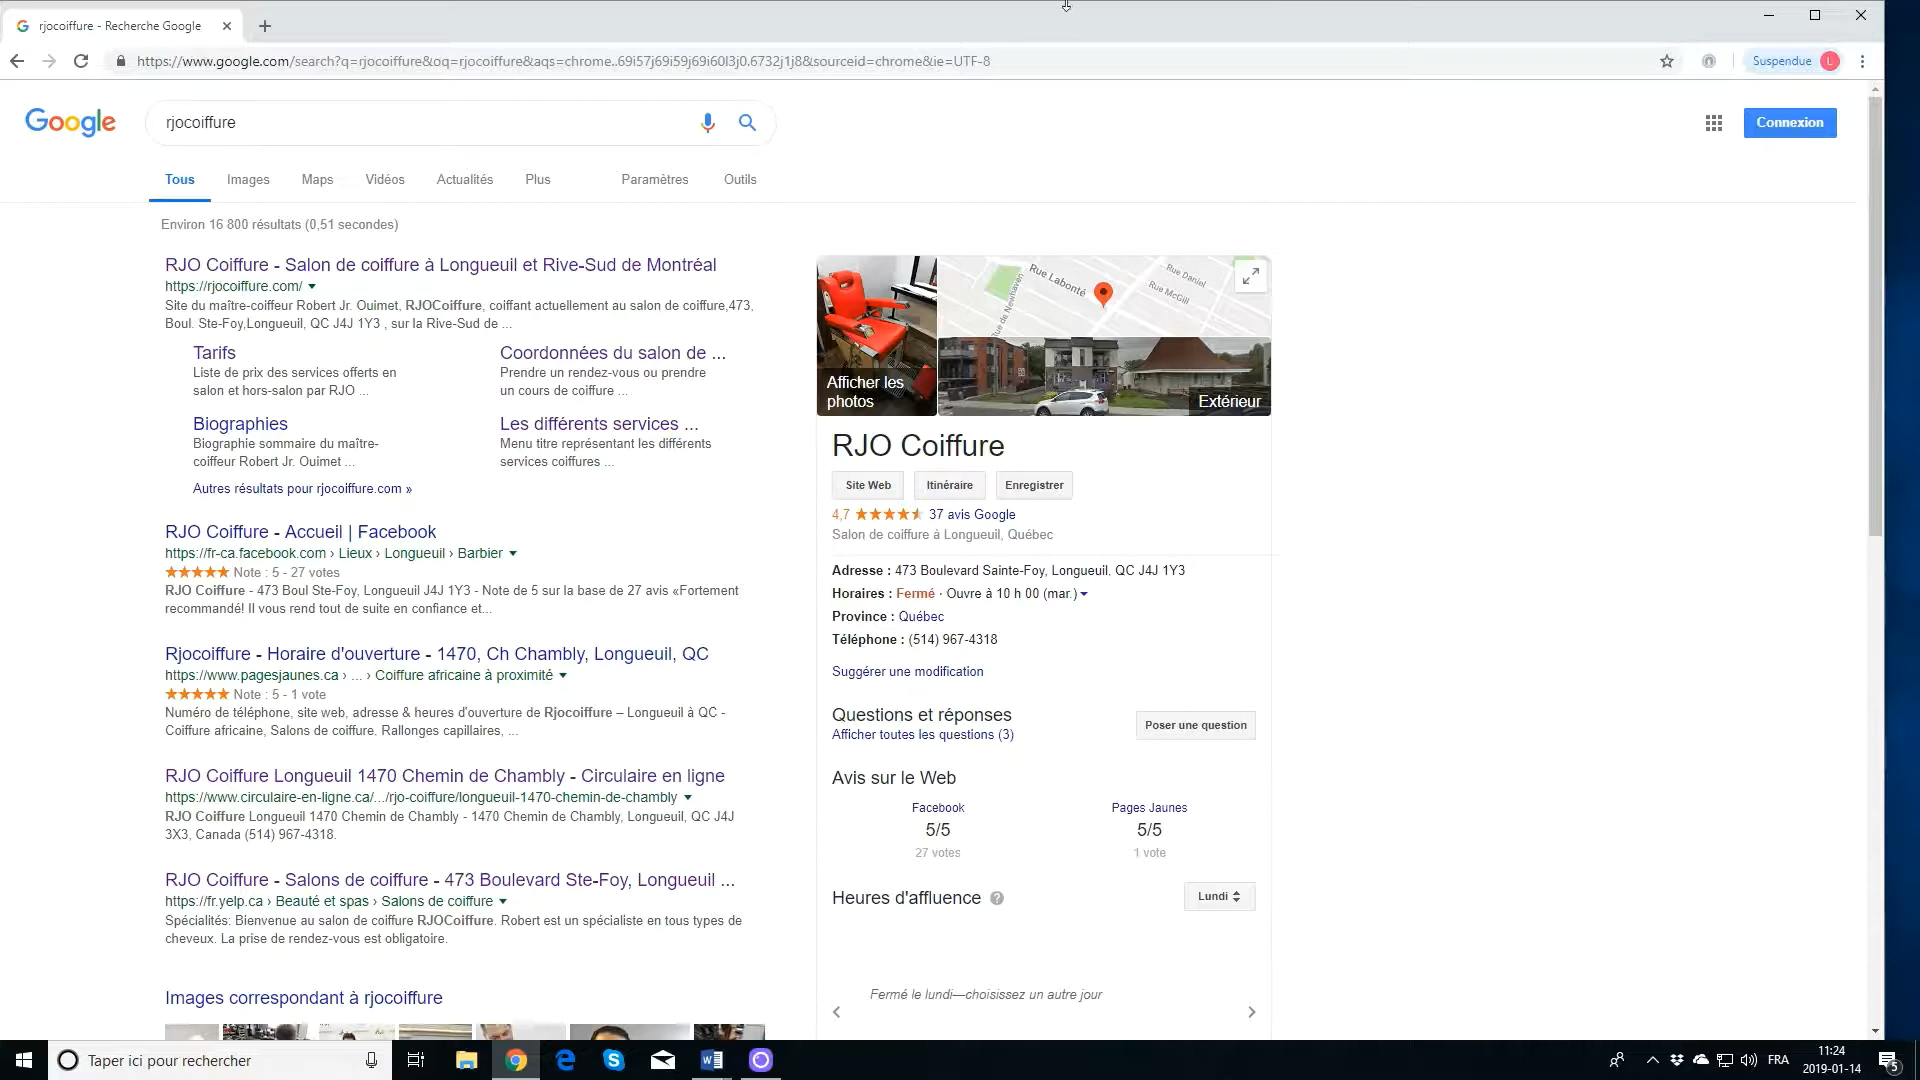 rjocoiffure - Recherche Google
https://www.google.com/search?q=rjocoiffure&oq=rjocoiffure&aqs=chrome..69i57j69i59j69i60l3j0.6732j1j8&sourceid=chrome&ie=UTF-8
Suspendue L
Google
rjocoiffure
Connexion
Tous Images Maps Vidéos Actualités Plus Paramètres Outils
Environ 16 800 résultats (0,51 secondes)
RJO Coiffure - Salon de coiffure à Longueuil et Rive-Sud de Montréal
https://rjocoiffure.com/
Site du maître-coiffeur Robert Jr. Ouimet, RJOCoiffure, coiffant actuellement au salon de coiffure,473,
Boul. Ste-Foy,Longueuil, QC J4J 1Y3 , sur la Rive-Sud de ...
Tarifs
Liste de prix des services offerts en
salon et hors-salon par RJO ...
Coordonnées du salon de ...
Prendre un rendez-vous ou prendre
un cours de coiffure ...
Biographies
Biographie sommaire du maître-
coiffeur Robert Jr. Ouimet ...
Les différents services ...
Menu titre représentant les différents
services coiffures ...
Autres résultats pour rjocoiffure.com »
RJO Coiffure - Accueil | Facebook
https://fr-ca.facebook.com › Lieux › Longueuil › Barbier
Note : 5 - 27 votes
RJO Coiffure - 473 Boul Ste-Foy, Longueuil J4J 1Y3 - Note de 5 sur la base de 27 avis «Fortement
recommandé! Il vous rend tout de suite en confiance et...
Rjocoiffure - Horaire d'ouverture - 1470, Ch Chambly, Longueuil, QC
https://www.pagesjaunes.ca › ... › Coiffure africaine à proximité
Note : 5 - 1 vote
Numéro de téléphone, site web, adresse & heures d'ouverture de Rjocoiffure – Longueuil à QC -
Coiffure africaine, Salons de coiffure, Rallonges capillaires, ...
RJO Coiffure Longueuil 1470 Chemin de Chambly - Circulaire en ligne
https://www.circulaire-en-ligne.ca/.../rjo-coiffure/longueuil-1470-chemin-de-chambly
RJO Coiffure Longueuil 1470 Chemin de Chambly - 1470 Chemin de Chambly, Longueuil, QC J4J
3X3, Canada (514) 967-4318.
RJO Coiffure - Salons de coiffure - 473 Boulevard Ste-Foy, Longueuil ...
https://fr.yelp.ca › Beauté et spas › Salons de coiffure
Spécialités: Bienvenue au salon de coiffure RJOCoiffure. Robert est un spécialiste en tous types de
cheveux. La prise de rendez-vous est obligatoire.
Images correspondant à rjocoiffure
Afficher les
photos
Rue Labonté
Rue Daniel
Rue McGill
Rue de Newhaven
Extérieur
RJO Coiffure
Site Web Itinéraire Enregistrer
4,7 37 avis Google
Salon de coiffure à Longueuil, Québec
Adresse : 473 Boulevard Sainte-Foy, Longueuil, QC J4J 1Y3
Horaires : Fermé · Ouvre à 10 h 00 (mar.)
Province : Québec
Téléphone : (514) 967-4318
Suggérer une modification
Questions et réponses
Afficher toutes les questions (3)
Poser une question
Avis sur le Web
Facebook Pages Jaunes
5/5 5/5
27 votes 1 vote
Heures d'affluence ?
Lundi
Fermé le lundi—choisissez un autre jour
Taper ici pour rechercher
FRA
11:24
2019-01-14
5